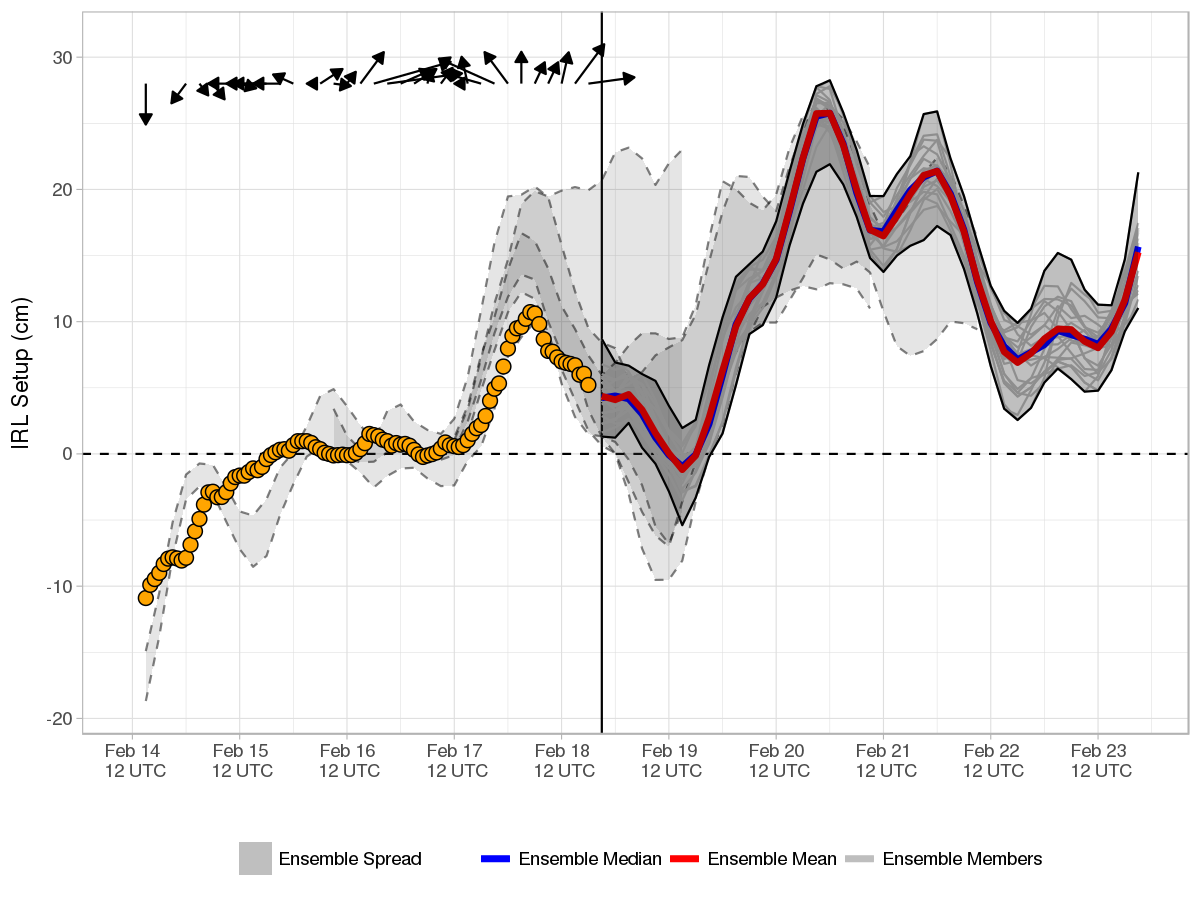 IRL Setup (cm)
30
20
10
0
-10
-20
Feb 14 Feb 15 Feb 16 Feb 17 Feb 18 Feb 19 Feb 20 Feb 21 Feb 22 Feb 23
12 UTC 12 UTC 12 UTC 12 UTC 12 UTC 12 UTC 12 UTC 12 UTC 12 UTC 12 UTC
Ensemble Spread Ensemble Median Ensemble Mean Ensemble Members